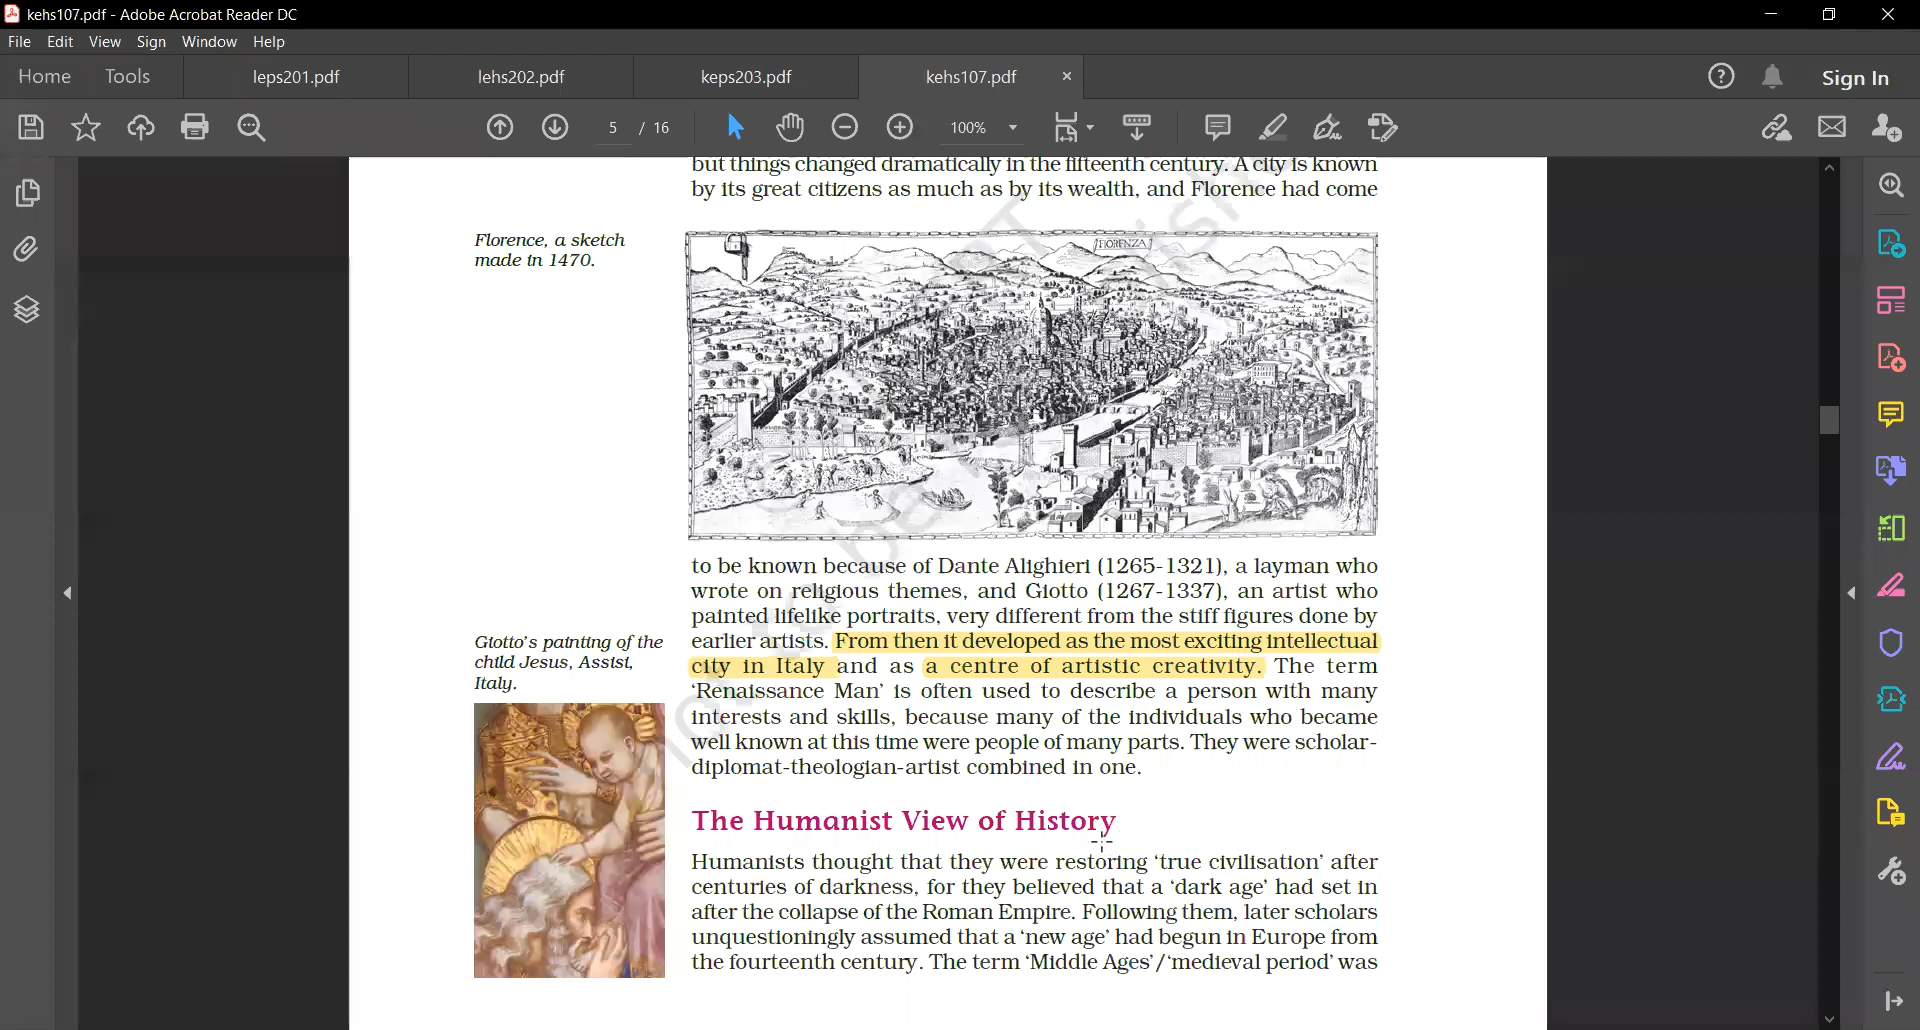 kehs107.pdf - Adobe Acrobat Reader DC
File Edit View Sign Window Help
Home Tools leps201.pdf lehs202.pdf keps203.pdf kehs107.pdf × Sign In
5 / 16 100%
but things changed dramatically in the fifteenth century. A city is known
by its great citizens as much as by its wealth, and Florence had come
Florence, a sketch
made in 1470.
FIORENZA
to be known because of Dante Alighieri (1265-1321), a layman who
wrote on religious themes, and Giotto (1267-1337), an artist who
painted lifelike portraits, very different from the stiff figures done by
earlier artists. From then it developed as the most exciting intellectual
city in Italy and as a centre of artistic creativity. The term
‘Renaissance Man’ is often used to describe a person with many
interests and skills, because many of the individuals who became
well known at this time were people of many parts. They were scholar-
diplomat-theologian-artist combined in one.
Giotto’s painting of the
child Jesus, Assist,
Italy.
The Humanist View of History
Humanists thought that they were restoring ‘true civilisation’ after
centuries of darkness, for they believed that a ‘dark age’ had set in
after the collapse of the Roman Empire. Following them, later scholars
unquestioningly assumed that a ‘new age’ had begun in Europe from
the fourteenth century. The term ‘Middle Ages’/‘medieval period’ was